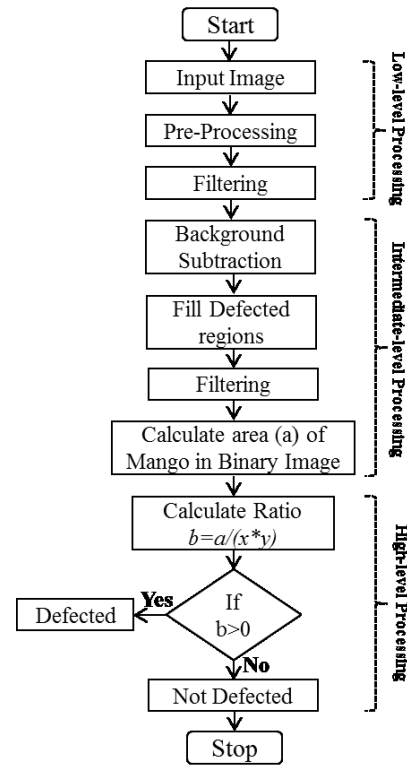 Start
Input Image
Pre-Processing
Filtering
Low-level Processing
Background
Subtraction
Fill Defected
regions
Filtering
Calculate area (a) of
Mango in Binary Image
Intermediate-level Processing
Calculate Ratio
b=a/(x*y)
If
b>0
Yes
Defected
No
Not Defected
High-level Processing
Stop